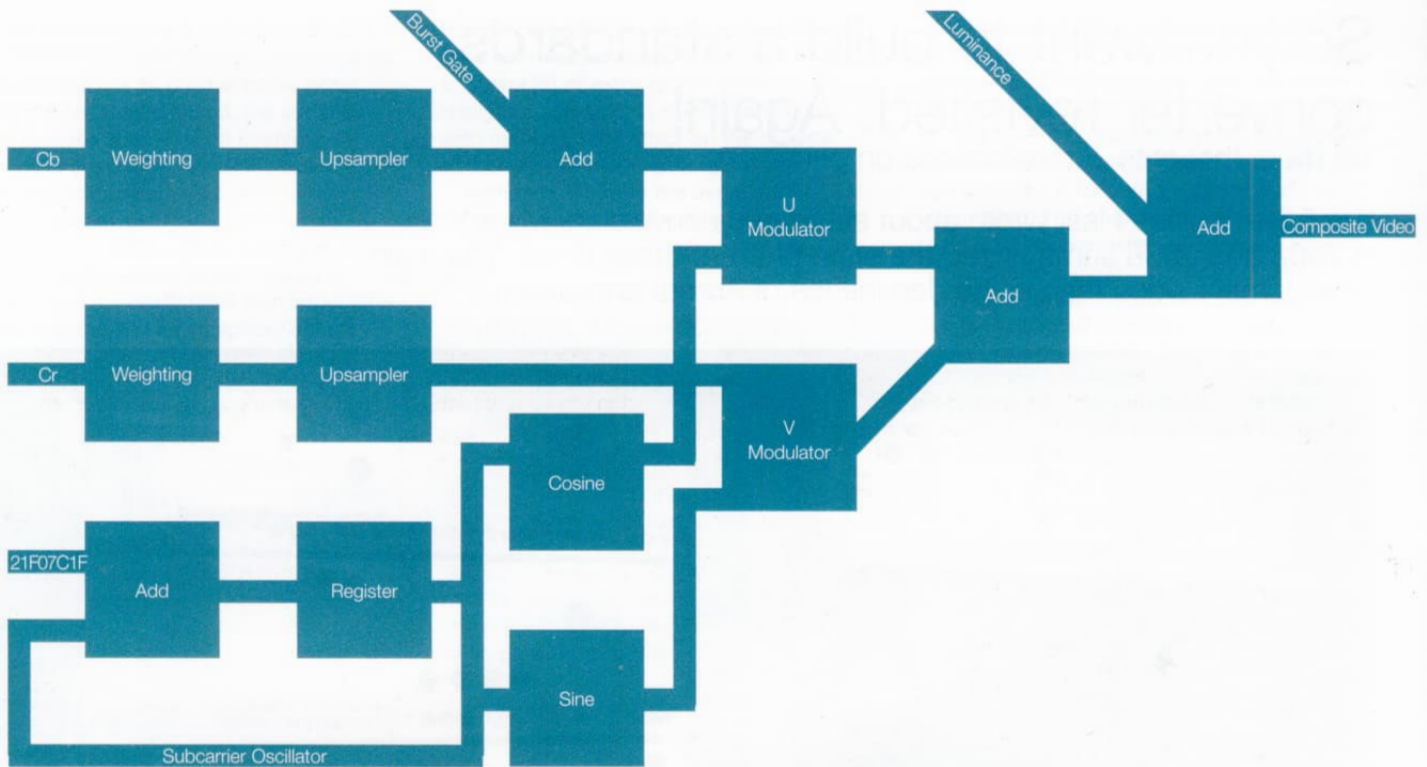 Burst Gate
Luminance
Cb
Weighting
Upsampler
Add
U
Modulator
Add
Composite Video
Add
Cr
Weighting
Upsampler
V
Modulator
Cosine
21F07C1F
Add
Register
Sine
Subcarrier Oscillator